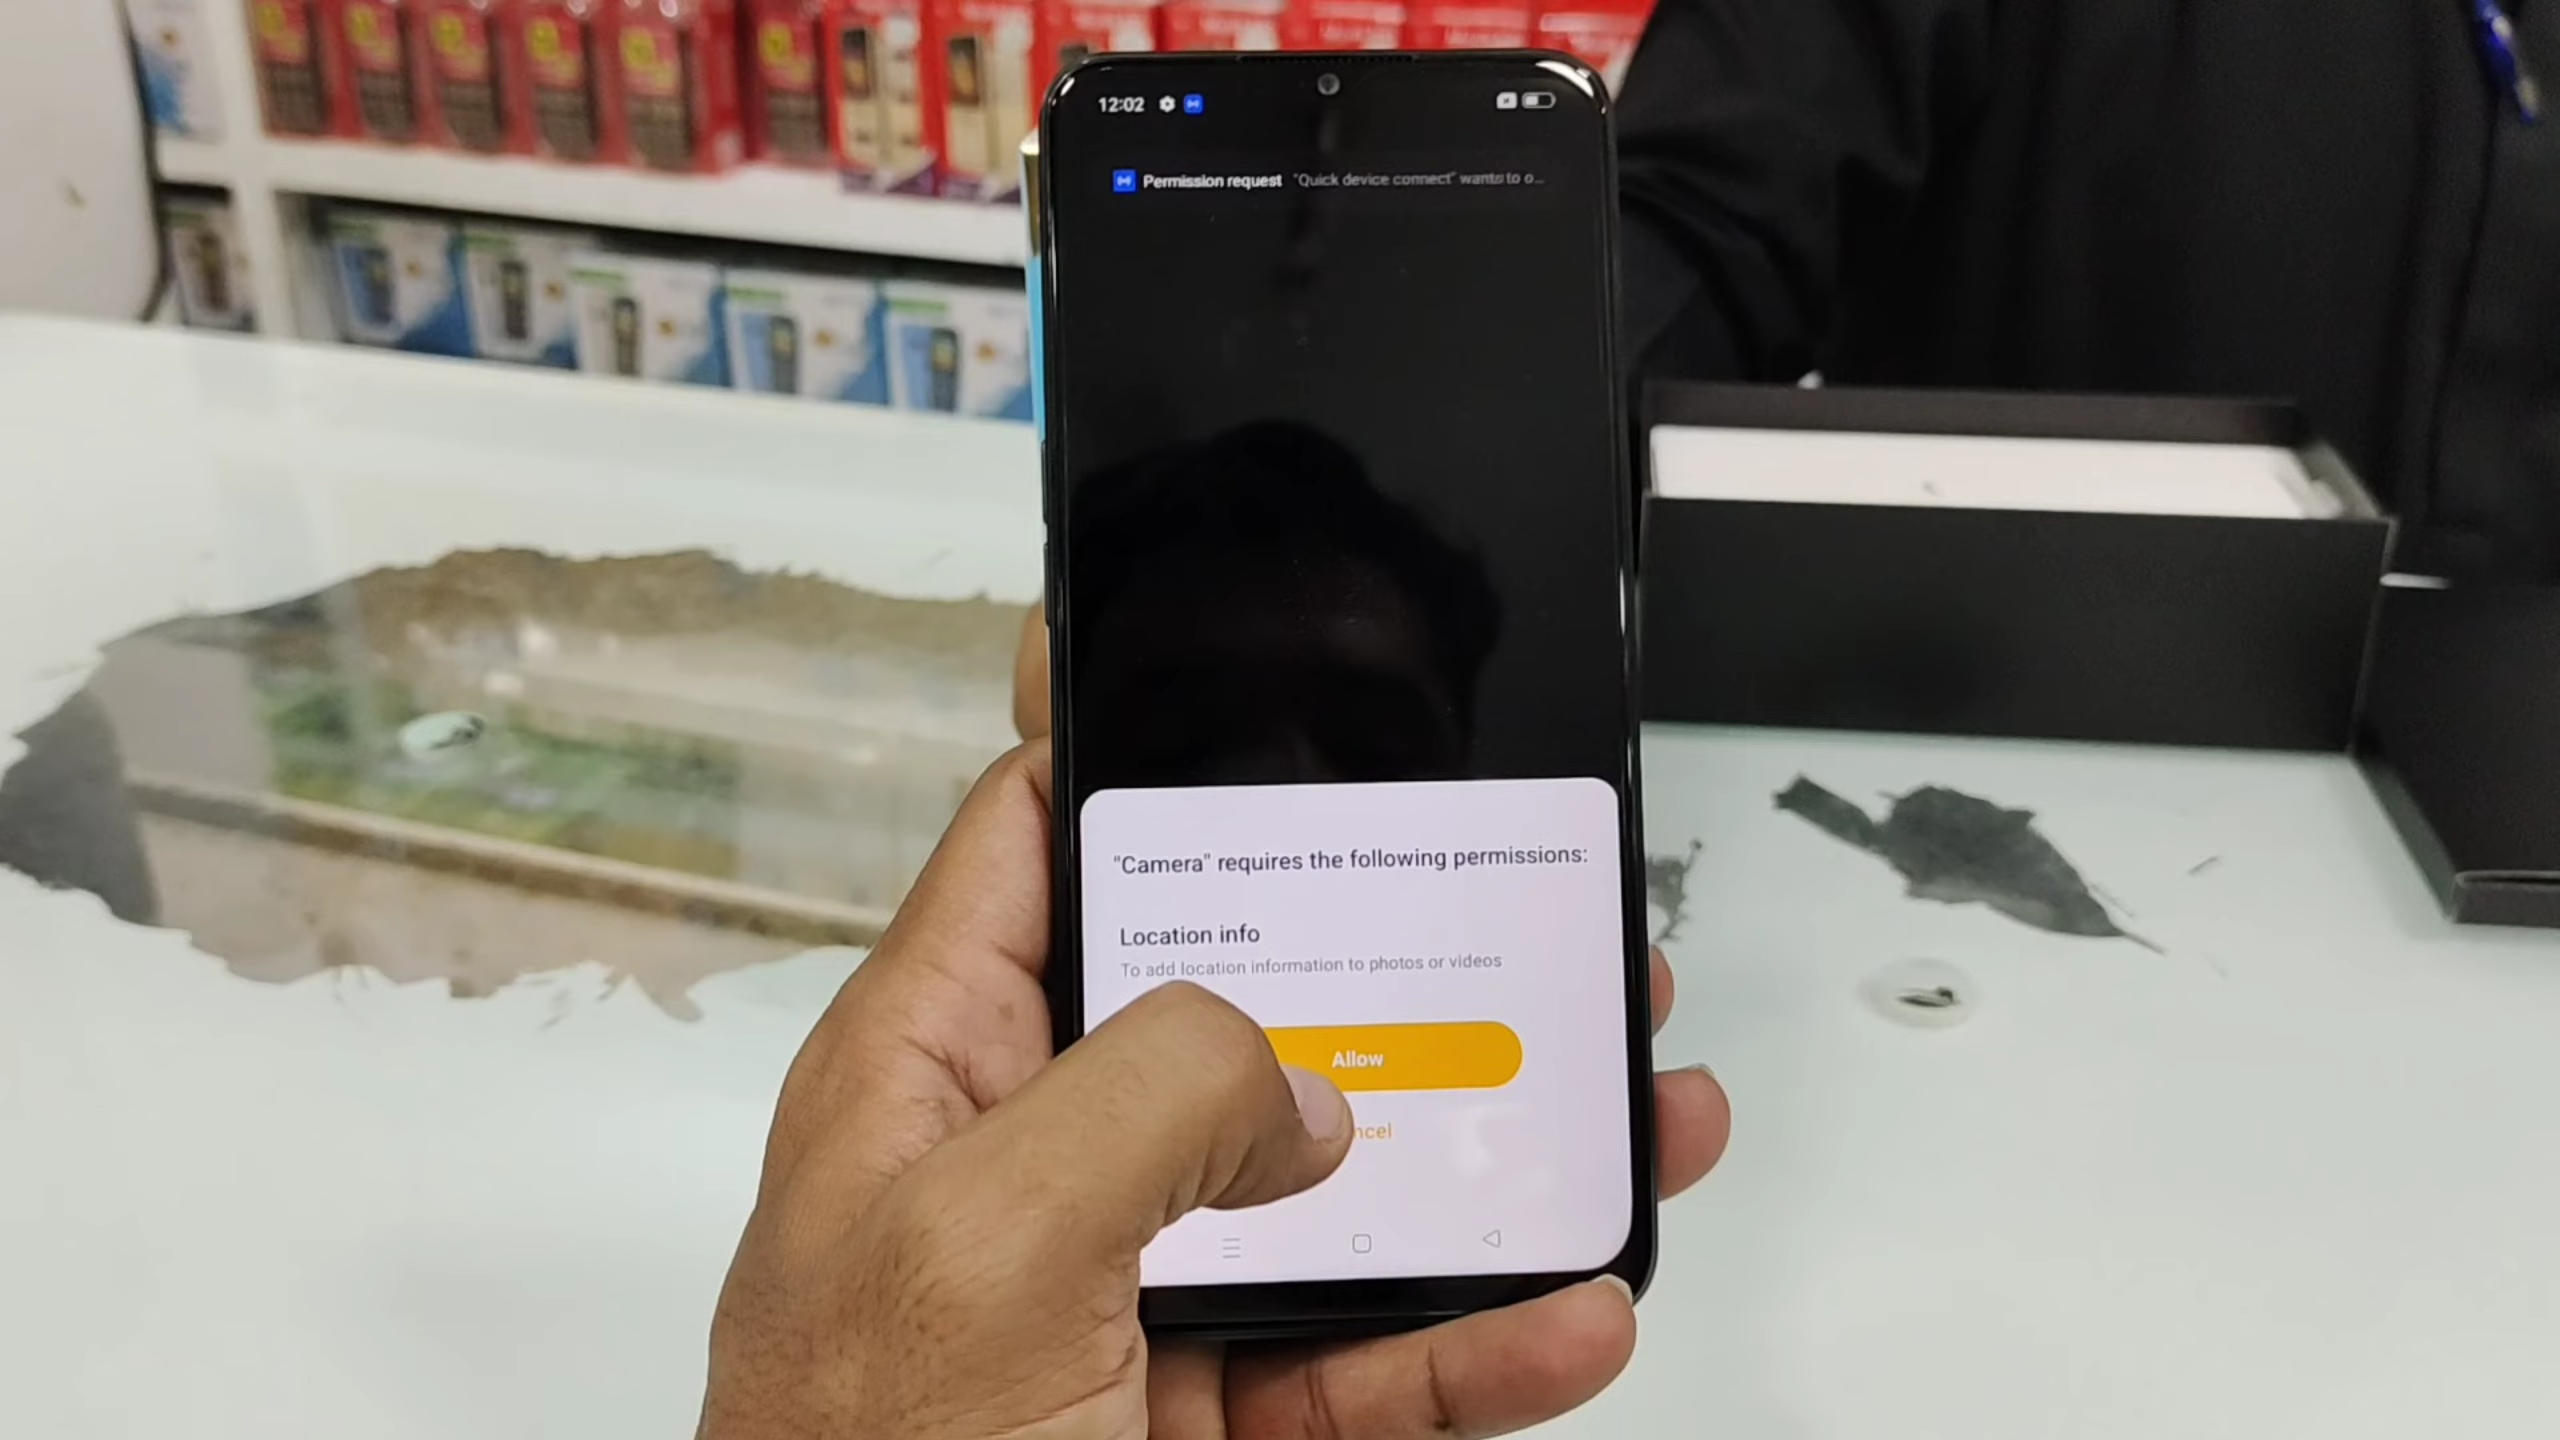 12:02
Permission request "Quick device connect" wants to o...
"Camera" requires the following permissions:
Location info
To add location information to photos or videos
Allow
ncel